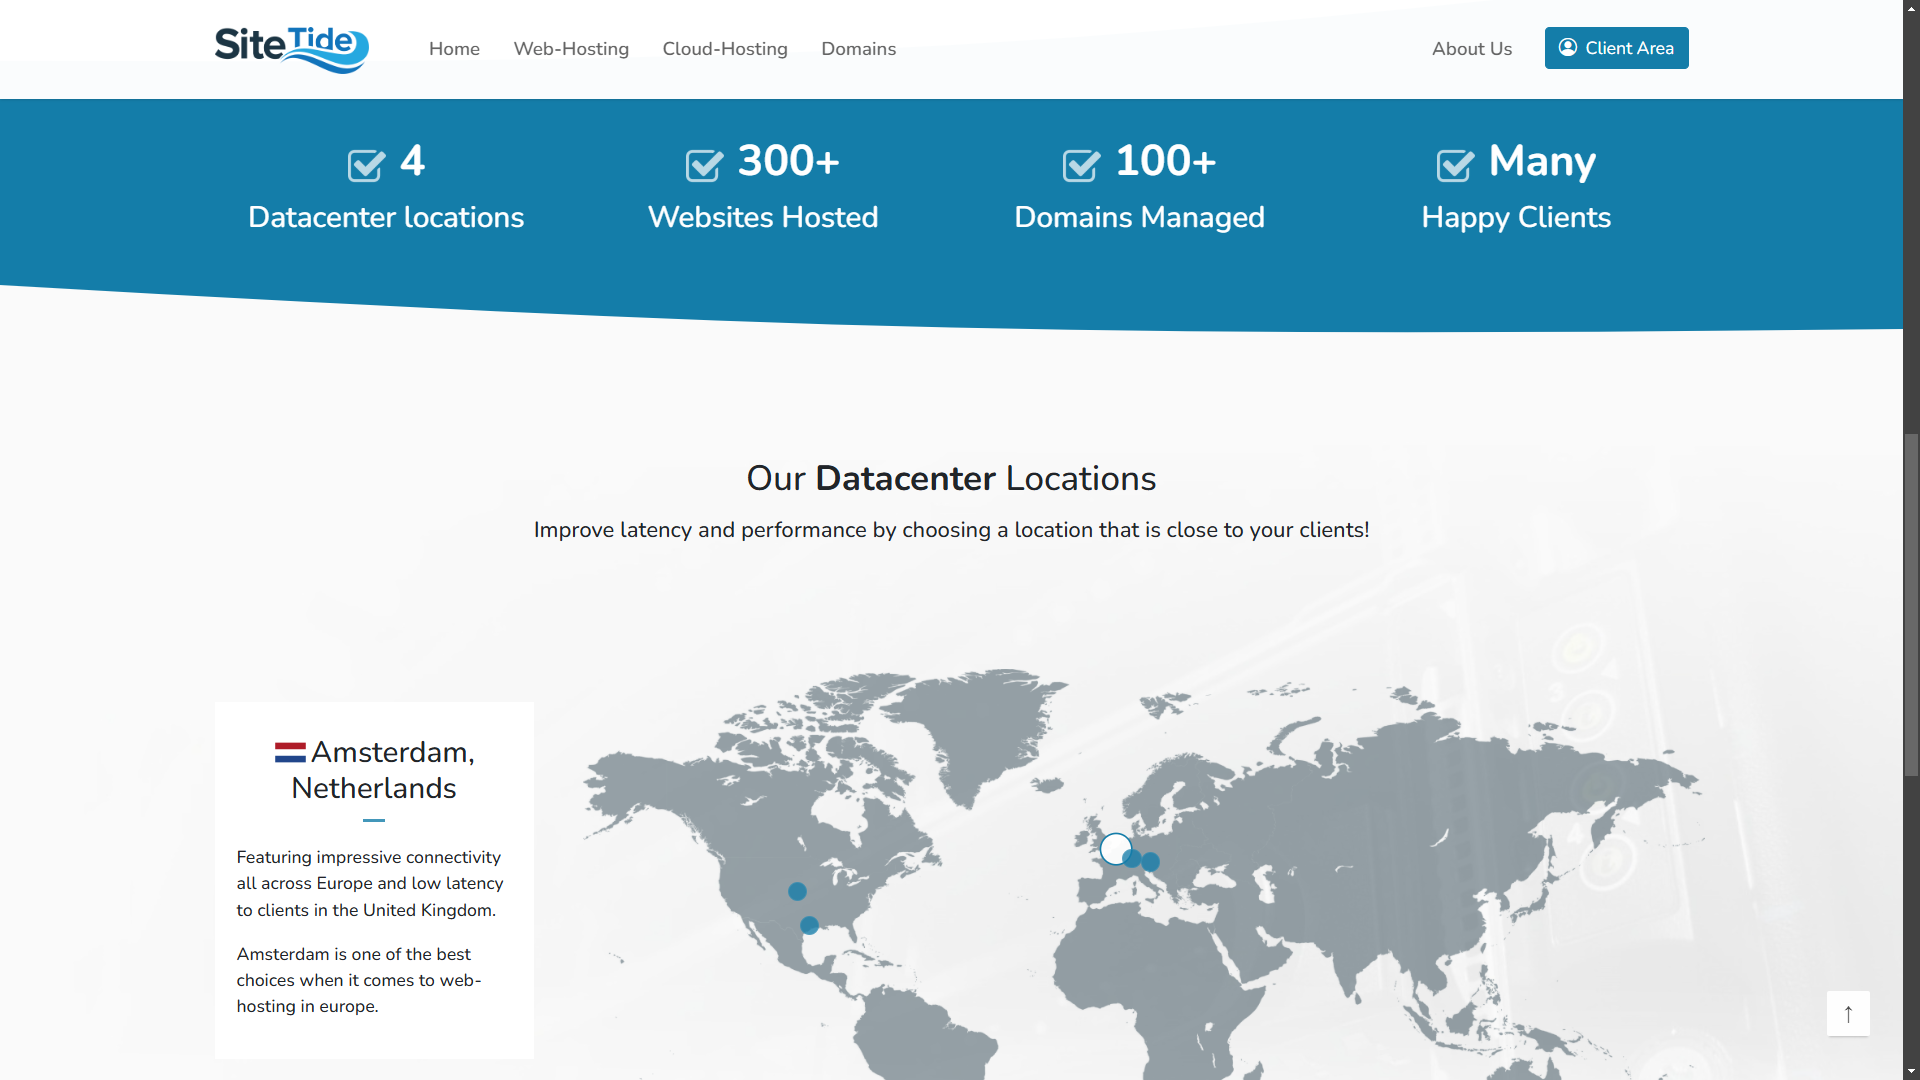 SiteTide
Home
Web-Hosting
Cloud-Hosting
Domains
About Us
Client Area
4
Datacenter locations
300+
Websites Hosted
100+
Domains Managed
Many
Happy Clients
Our Datacenter Locations
Improve latency and performance by choosing a location that is close to your clients!
Amsterdam,
Netherlands
Featuring impressive connectivity
all across Europe and low latency
to clients in the United Kingdom.
Amsterdam is one of the best
choices when it comes to web-
hosting in europe.
↑